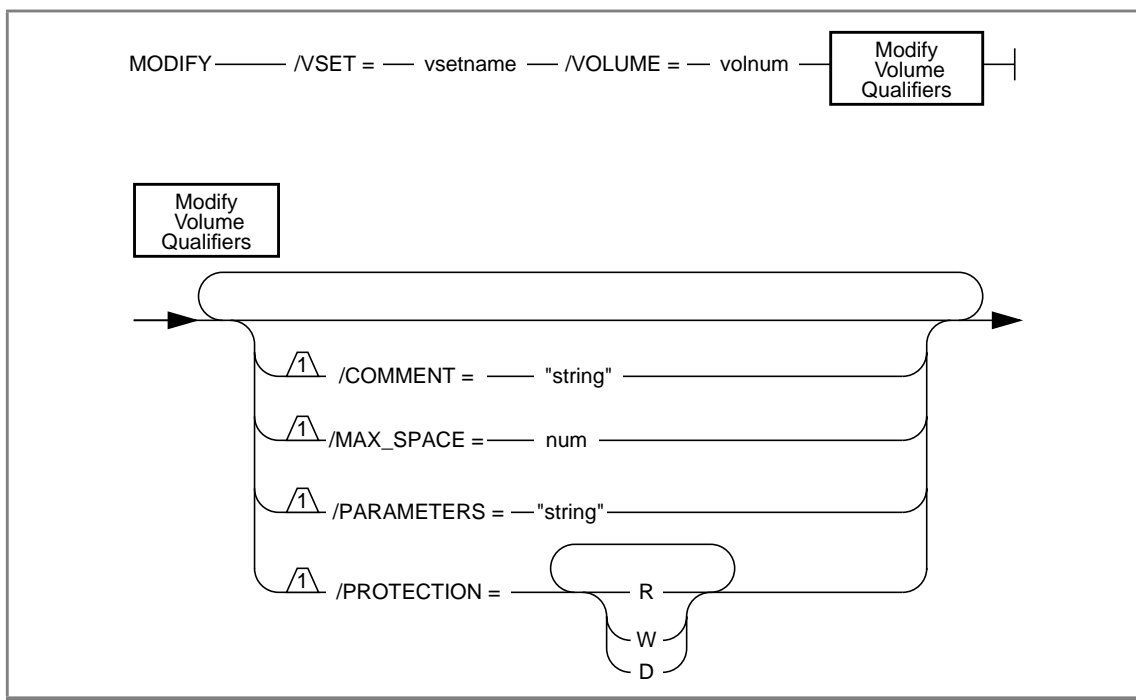 MODIFY /VSET = vsetname /VOLUME = volnum
Modify
Volume
Qualifiers
Modify
Volume
Qualifiers
1 /COMMENT = "string"
1 /MAX_SPACE = num
1 /PARAMETERS = "string"
1 /PROTECTION = R
W
D